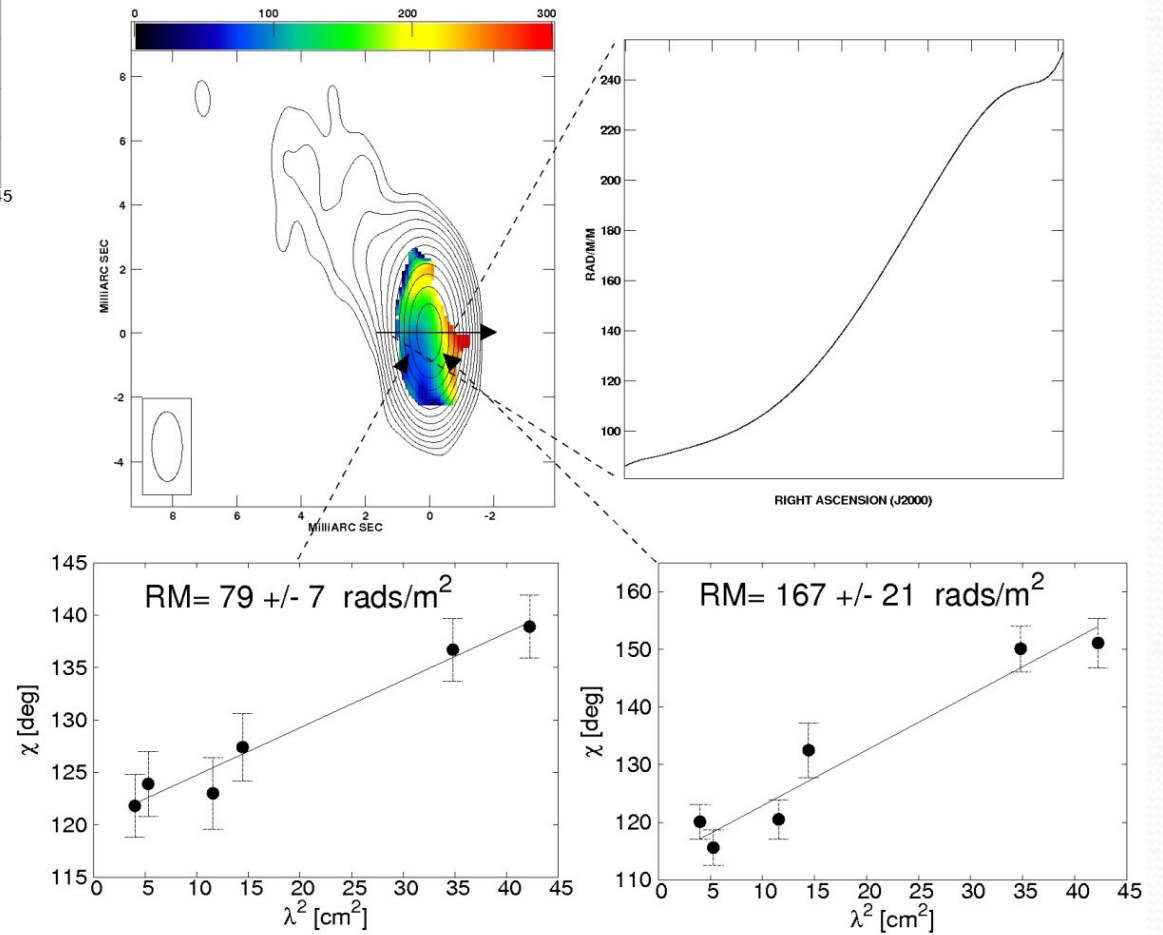 0 100 200 300
8
6
4
2
0
-2
-4
MilliARC SEC
8 6 4 2 0 -2
MilliARC SEC
240
220
200
180
160
140
120
100
RAD/M/M
RIGHT ASCENSION (J2000)
RM= 79 +/- 7 rads/m²
145
140
135
130
125
120
115
χ [deg]
0 5 10 15 20 25 30 35 40 45
λ² [cm²]
RM= 167 +/- 21 rads/m²
160
150
140
130
120
110
χ [deg]
0 5 10 15 20 25 30 35 40 45
λ² [cm²]